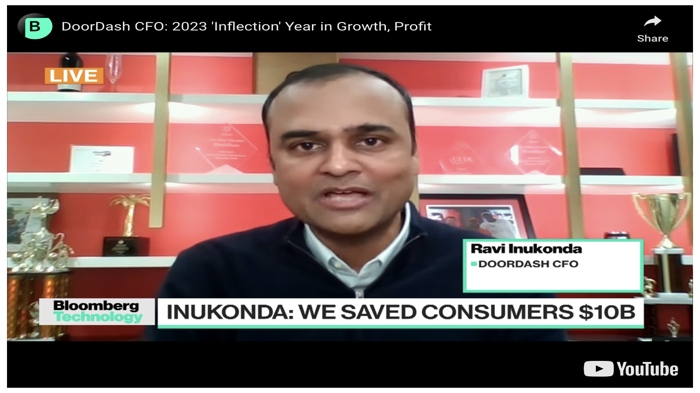 B DoorDash CFO: 2023 'Inflection' Year in Growth, Profit
Share
LIVE
Ravi Inukonda
DOORDASH CFO
Bloomberg
Technology
INUKONDA: WE SAVED CONSUMERS $10B
YouTube